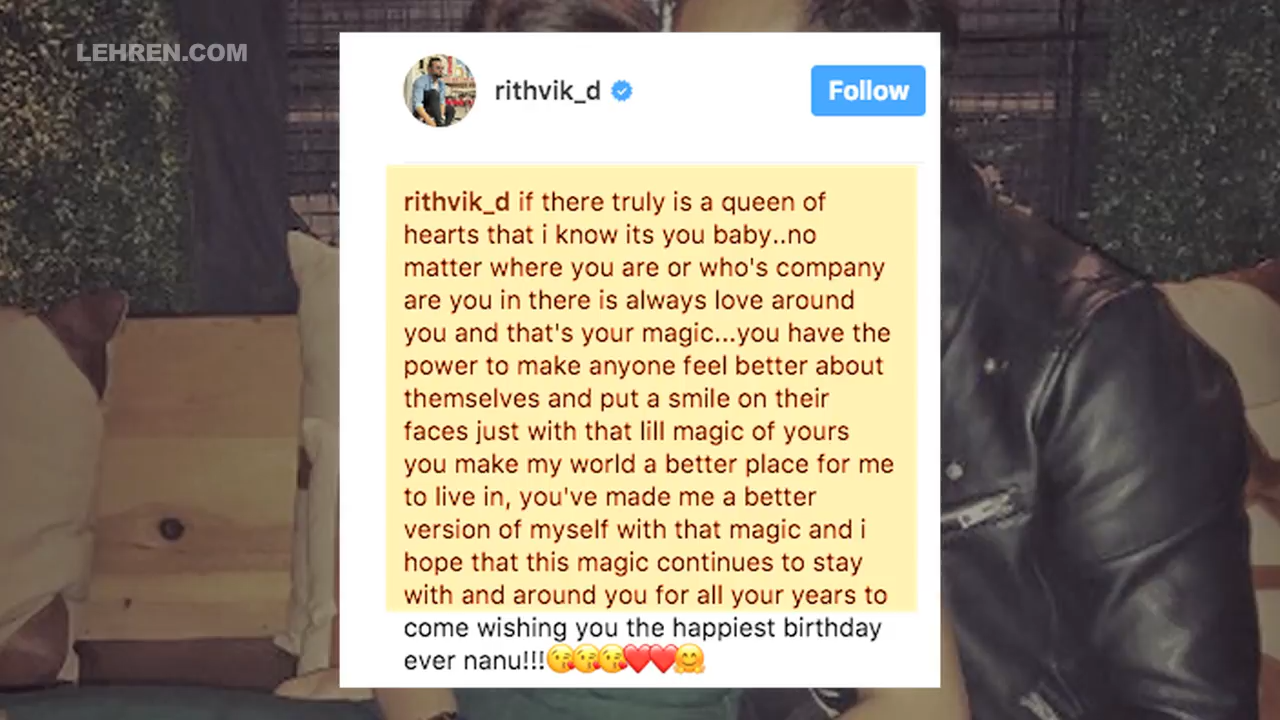 LEHREN.COM
rithvik_d
Follow
rithvik_d if there truly is a queen of
hearts that i know its you baby..no
matter where you are or who's company
are you in there is always love around
you and that's your magic...you have the
power to make anyone feel better about
themselves and put a smile on their
faces just with that lill magic of yours
you make my world a better place for me
to live in, you've made me a better
version of myself with that magic and i
hope that this magic continues to stay
with and around you for all your years to
come wishing you the happiest birthday
ever nanu!!!😘😘😘❤️❤️🤗